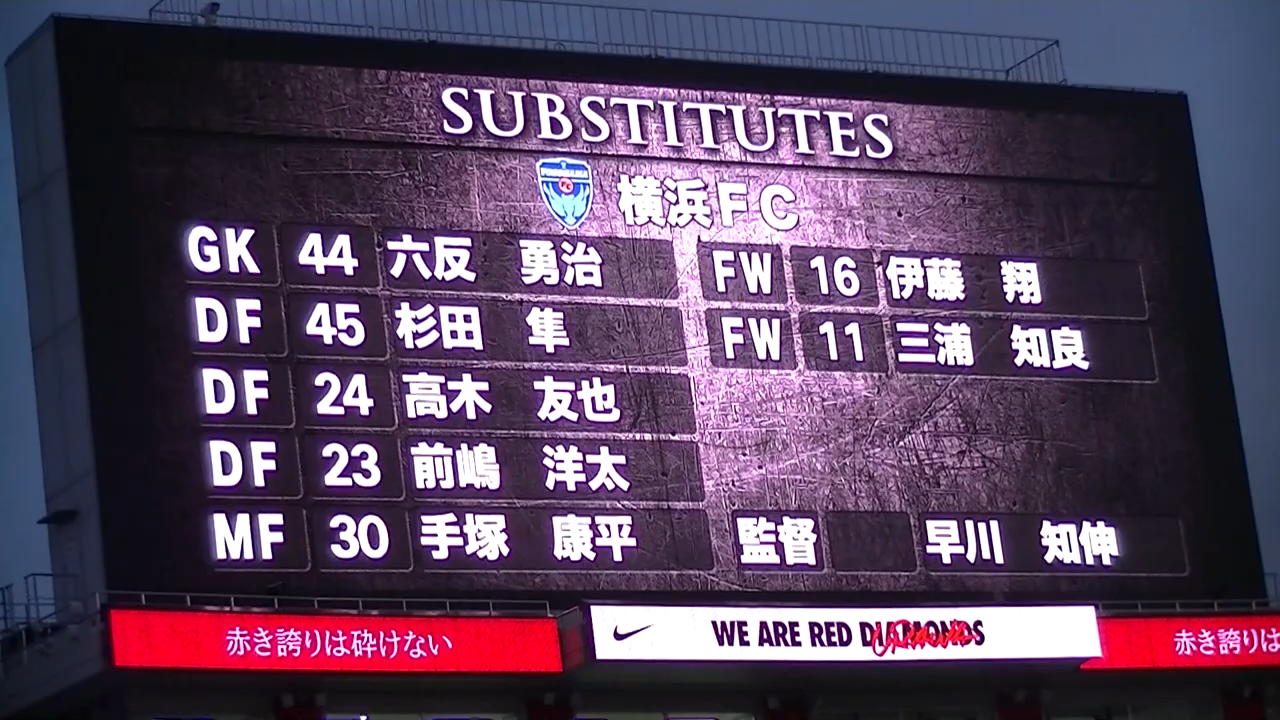 SUBSTITUTES
横浜FC
GK 44 六反 勇治
DF 45 杉田 隼
DF 24 高木 友也
DF 23 前嶋 洋太
MF 30 手塚 康平
FW 16 伊藤 翔
FW 11 三浦 知良
監督 早川 知伸
赤き誇りは砕けない
WE ARE RED DIAMONDS
赤き誇りは